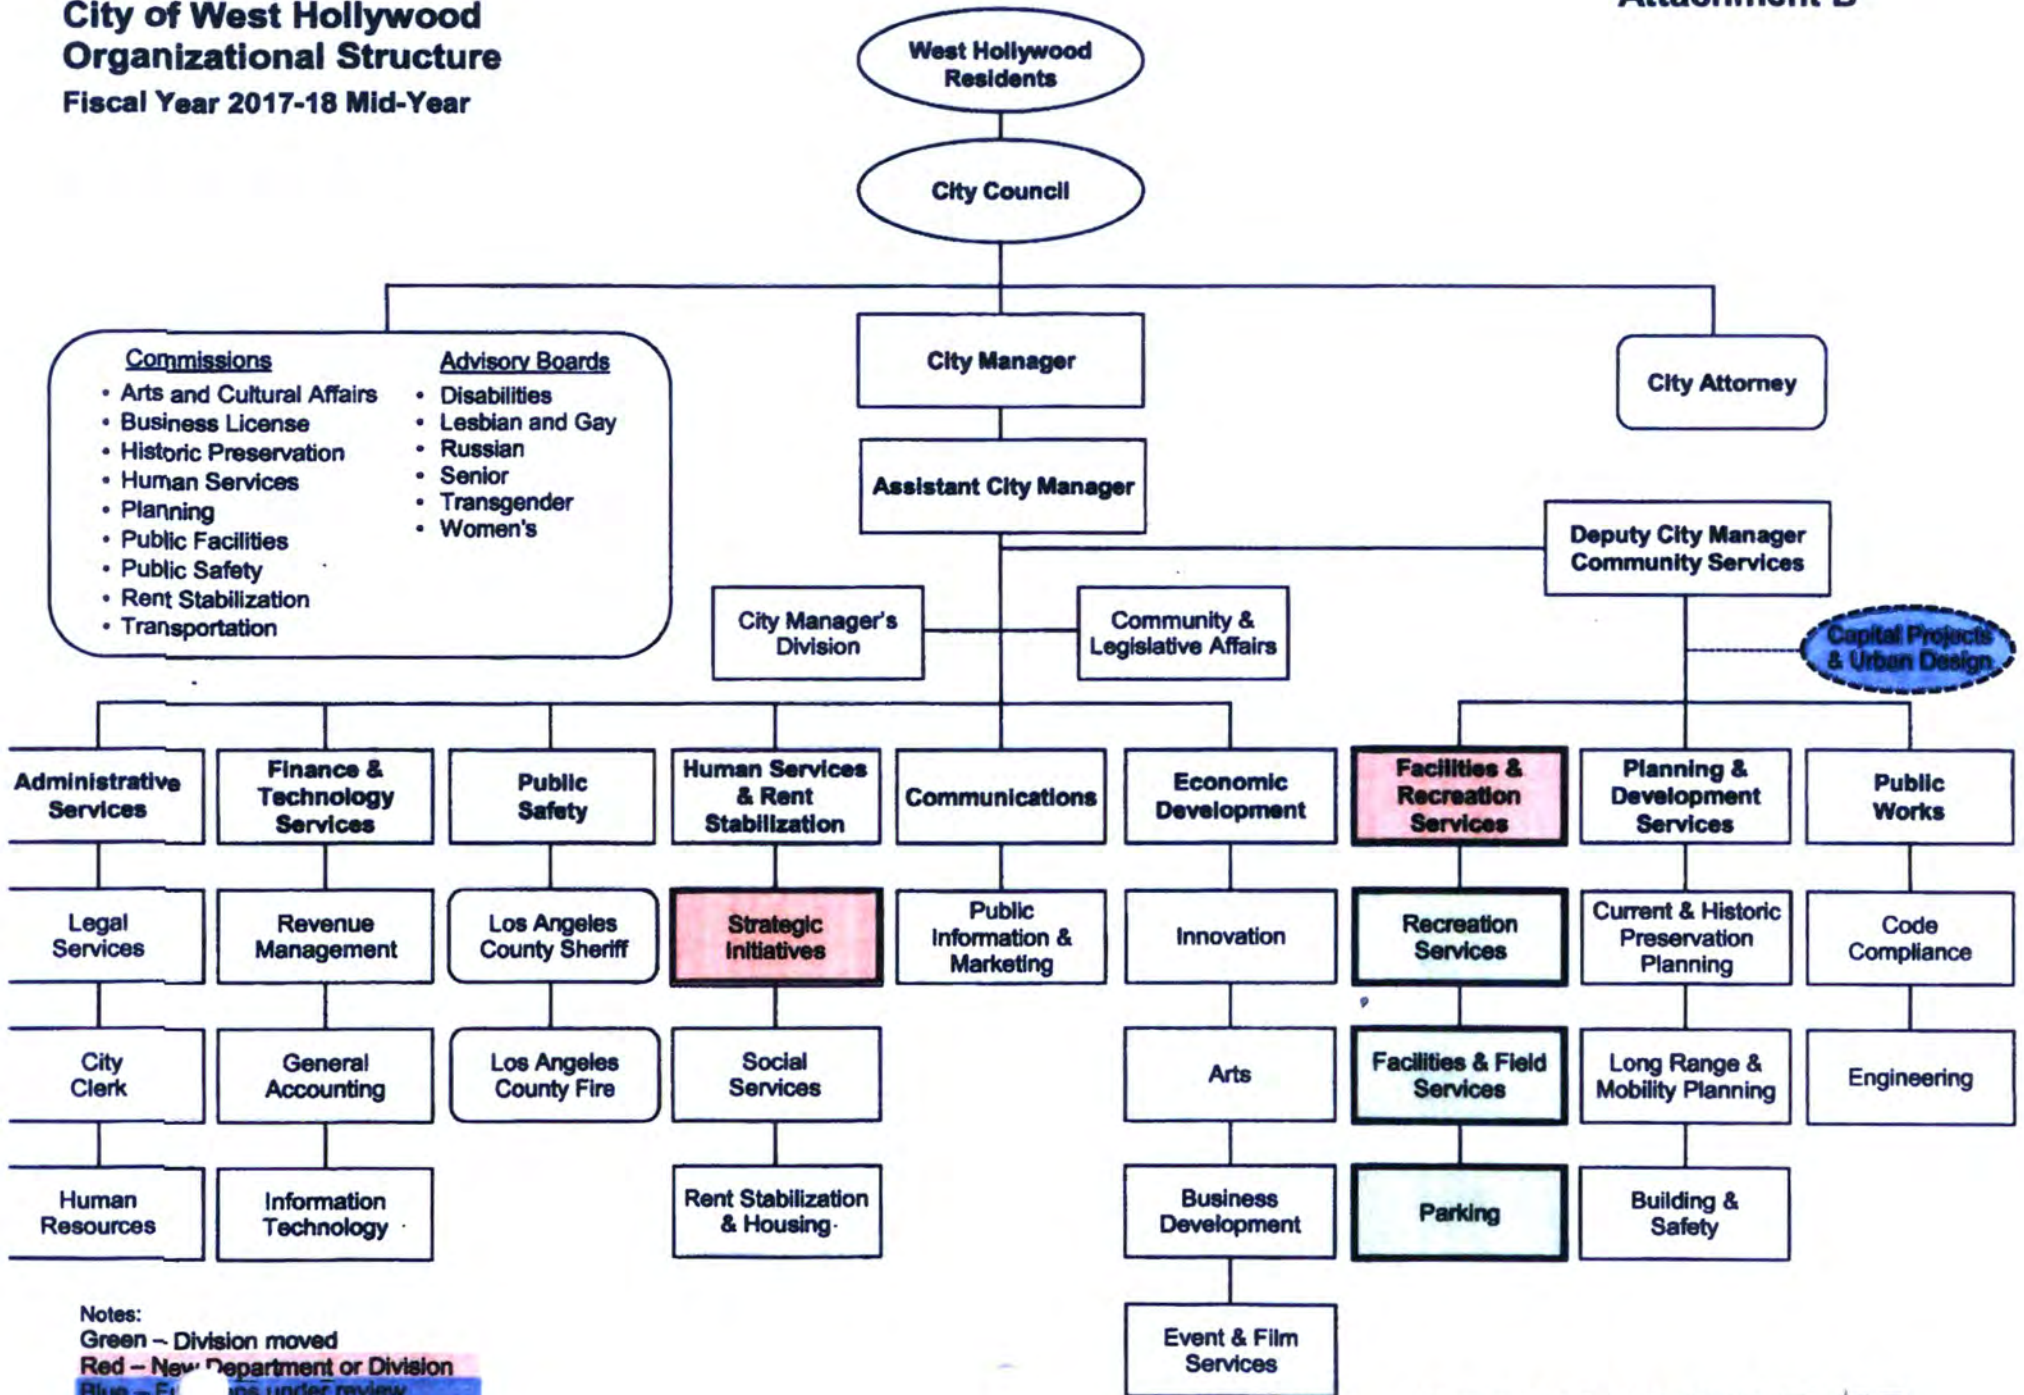 City of West Hollywood
Organizational Structure
Fiscal Year 2017-18 Mid-Year
Attachment B
West Hollywood
Residents
City Council
Commissions
• Arts and Cultural Affairs
• Business License
• Historic Preservation
• Human Services
• Planning
• Public Facilities
• Public Safety
• Rent Stabilization
• Transportation
Advisory Boards
• Disabilities
• Lesbian and Gay
• Russian
• Senior
• Transgender
• Women's
City Manager
City Attorney
Assistant City Manager
Deputy City Manager
Community Services
City Manager's
Division
Community &
Legislative Affairs
Capital Projects
& Urban Design
Administrative
Services
Legal
Services
City
Clerk
Human
Resources
Finance &
Technology
Services
Revenue
Management
General
Accounting
Information
Technology
Public
Safety
Los Angeles
County Sheriff
Los Angeles
County Fire
Human Services
& Rent
Stabilization
Strategic
Initiatives
Social
Services
Rent Stabilization
& Housing
Communications
Public
Information &
Marketing
Economic
Development
Innovation
Arts
Business
Development
Event & Film
Services
Facilities &
Recreation
Services
Recreation
Services
Facilities & Field
Services
Parking
Planning &
Development
Services
Current & Historic
Preservation
Planning
Long Range &
Mobility Planning
Building &
Safety
Public
Works
Code
Compliance
Engineering
Notes:
Green – Division moved
Red – New Department or Division
Blue – under review